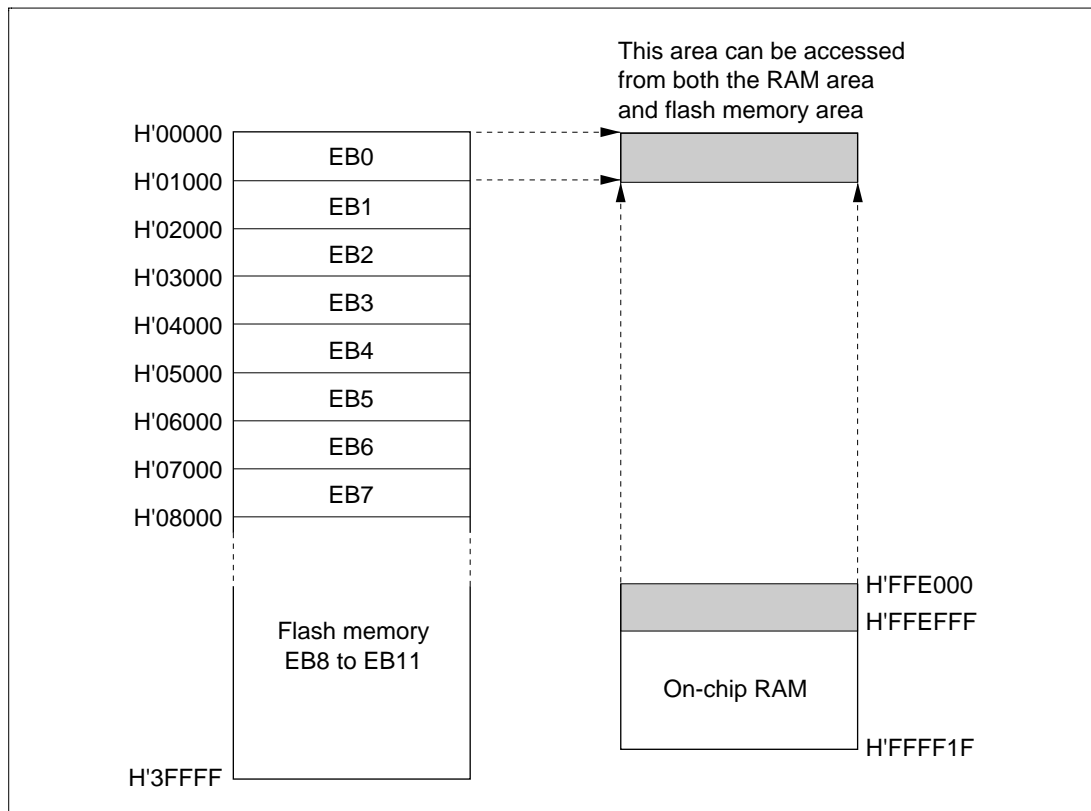 This area can be accessed
from both the RAM area
and flash memory area
H'00000
EB0
H'01000
EB1
H'02000
EB2
H'03000
EB3
H'04000
EB4
H'05000
EB5
H'06000
EB6
H'07000
EB7
H'08000
Flash memory
EB8 to EB11
H'3FFFF
H'FFE000
H'FFEFFF
On-chip RAM
H'FFFF1F